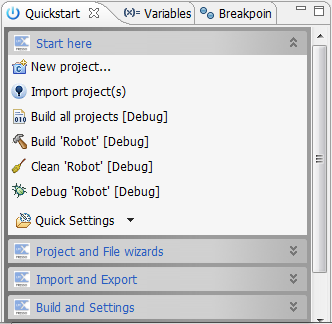 Quickstart (x)= Variables Breakpoin
Start here
New project...
Import project(s)
Build all projects [Debug]
Build 'Robot' [Debug]
Clean 'Robot' [Debug]
Debug 'Robot' [Debug]
Quick Settings
Project and File wizards
Import and Export
Build and Settings